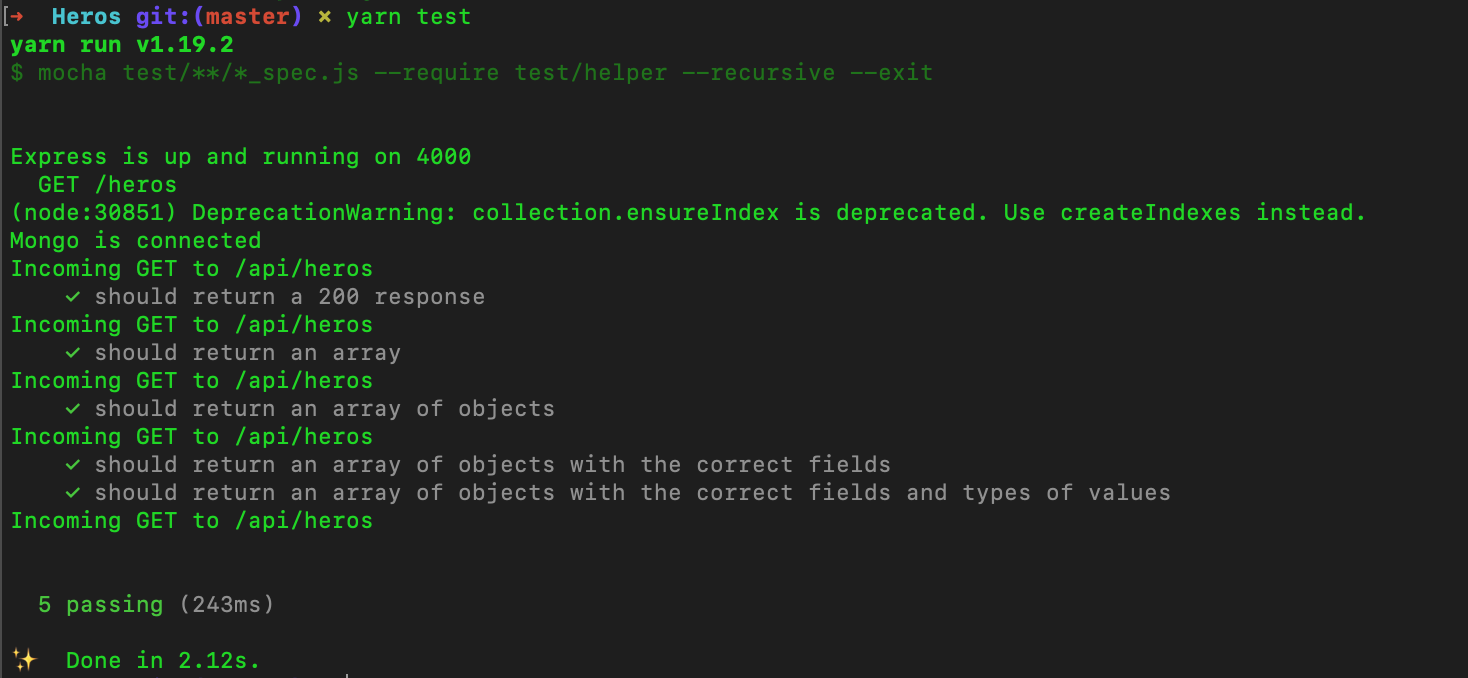 [➜  Heros git:(master) ✗ yarn test
yarn run v1.19.2
$ mocha test/**/*_spec.js --require test/helper --recursive --exit
Express is up and running on 4000
GET /heros
(node:30851) DeprecationWarning: collection.ensureIndex is deprecated. Use createIndexes instead.
Mongo is connected
Incoming GET to /api/heros
✓ should return a 200 response
Incoming GET to /api/heros
✓ should return an array
Incoming GET to /api/heros
✓ should return an array of objects
Incoming GET to /api/heros
✓ should return an array of objects with the correct fields
✓ should return an array of objects with the correct fields and types of values
Incoming GET to /api/heros
5 passing (243ms)
✨  Done in 2.12s.